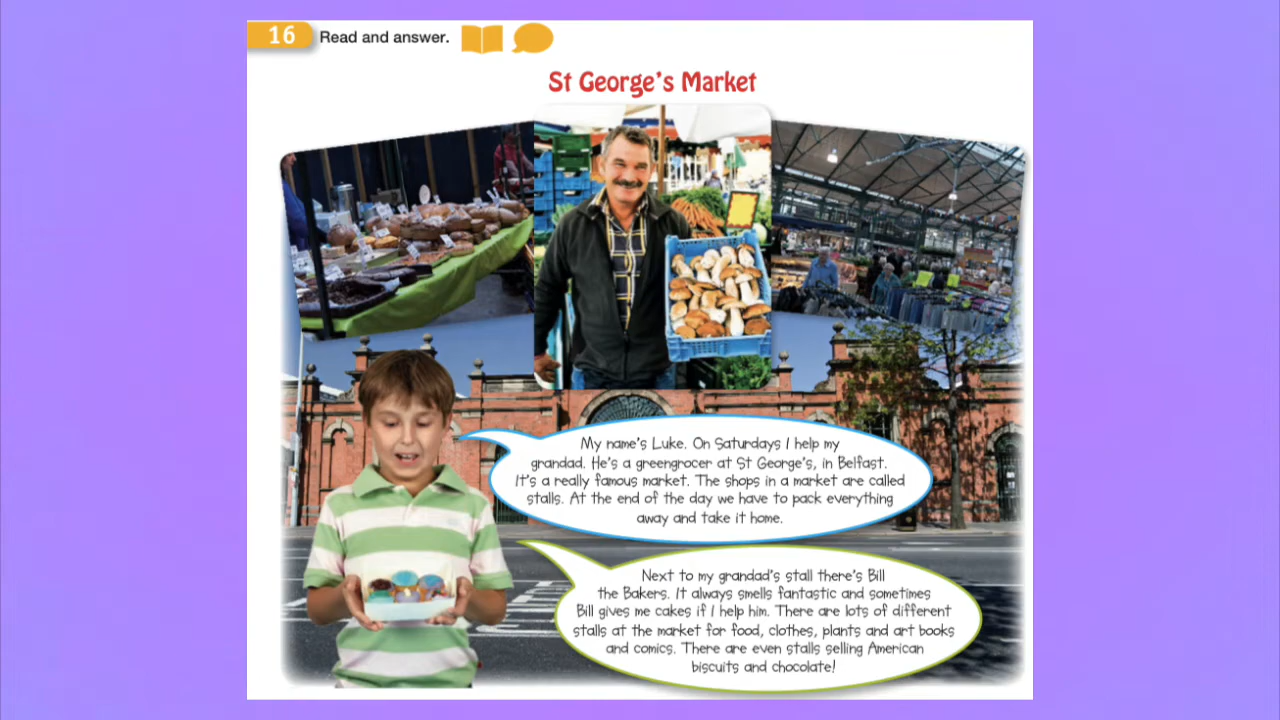 16 Read and answer.
St George's Market
My name's Luke. On Saturdays I help my
grandad. He's a greengrocer at St George's, in Belfast.
It's a really famous market. The shops in a market are called
stalls. At the end of the day we have to pack everything
away and take it home.
Next to my grandad's stall there's Bill
the Bakers. It always smells fantastic and sometimes
Bill gives me cakes if I help him. There are lots of different
stalls at the market for food, clothes, plants and art books
and comics. There are even stalls selling American
biscuits and chocolate!